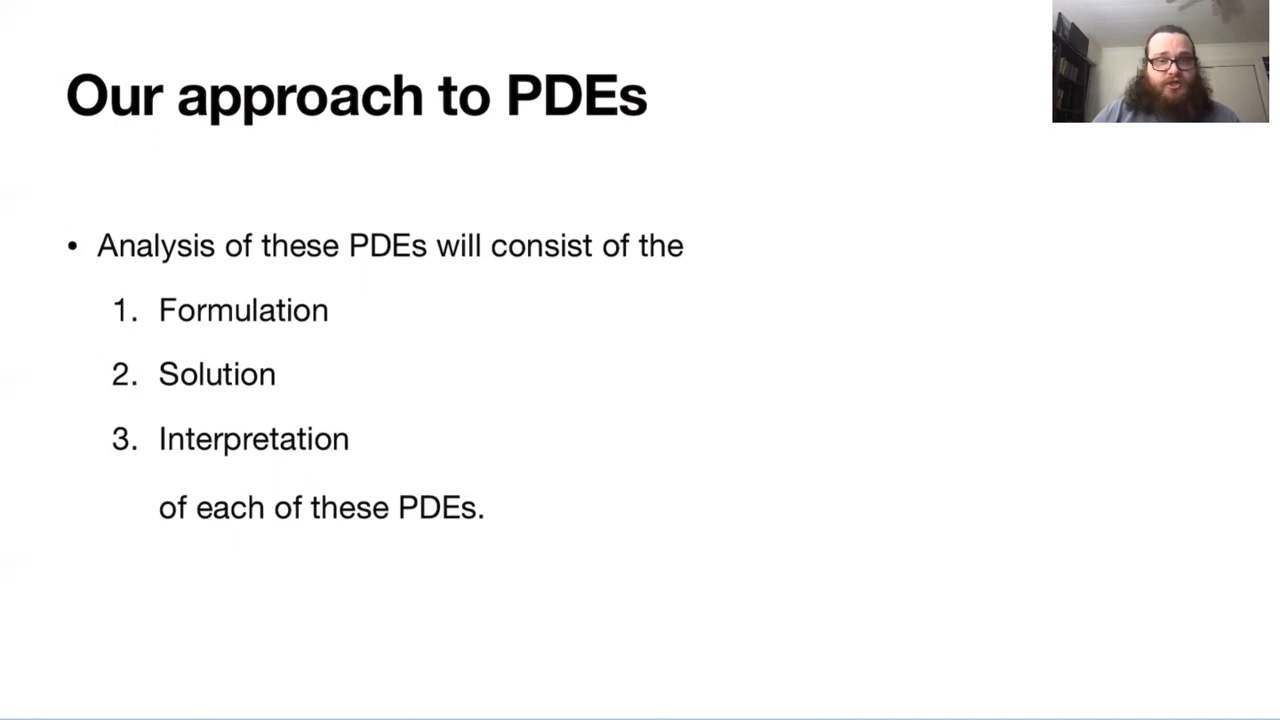 Our approach to PDEs
• Analysis of these PDEs will consist of the
1. Formulation
2. Solution
3. Interpretation
of each of these PDEs.